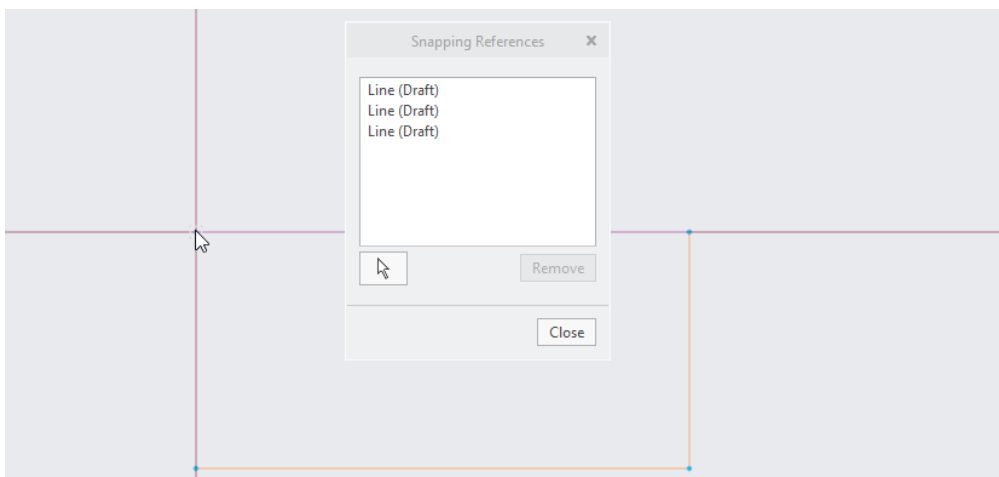 Snapping References
Line (Draft)
Line (Draft)
Line (Draft)
Remove
Close